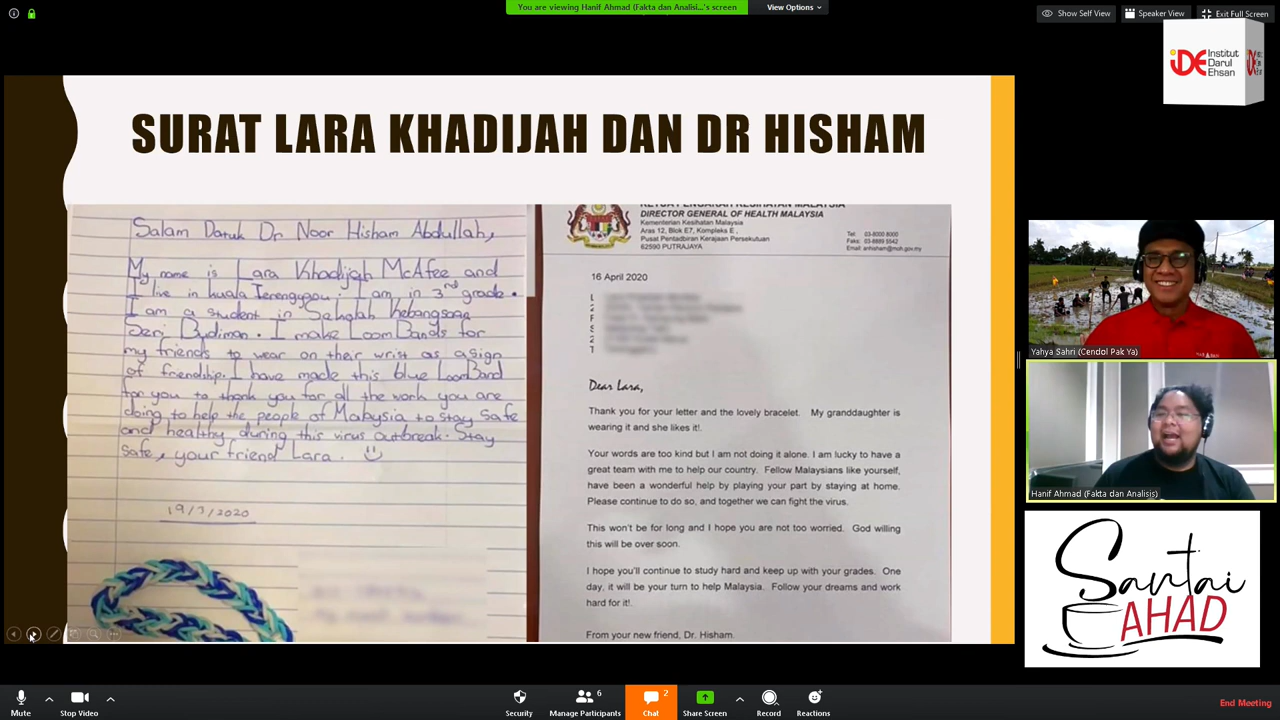 You are viewing Hanif Ahmad (Fakta dan Analisi...'s screen
View Options
Show Self View
Speaker View
Exit Full Screen
Institut
Darul
Ehsan
SURAT LARA KHADIJAH DAN DR HISHAM
Salam Datuk Dr Noor Hisham Abdullah,
My name is Lara Khadijah McAfee and
I live in Kuala Terengganu. I am in 3rd grade.
I am a student in Sekolah Kebangsaan
Seri Budiman. I make Loom Bands for
my friends to wear on their wrist as a sign
of friendship. I have made this blue Loom Band
for you to thank you for all the work you are
doing to help the people of Malaysia to stay safe
and healthy during this virus outbreak. Stay
safe, your friend Lara.
19/3/2020
KETUA PENGARAH KESIHATAN MALAYSIA
DIRECTOR GENERAL OF HEALTH MALAYSIA
Kementerian Kesihatan Malaysia
Aras 12, Blok E7, Kompleks E,
Pusat Pentadbiran Kerajaan Persekutuan
62590 PUTRAJAYA
Tel: 03-8000 8000
Faks: 03-8889 5542
Email: anhisham@moh.gov.my
16 April 2020
Dear Lara,
Thank you for your letter and the lovely bracelet. My granddaughter is
wearing it and she likes it!.
Your words are too kind but I am not doing it alone. I am lucky to have a
great team with me to help our country. Fellow Malaysians like yourself,
have been a wonderful help by playing your part by staying at home.
Please continue to do so, and together we can fight the virus.
This won't be for long and I hope you are not too worried. God willing
this will be over soon.
I hope you'll continue to study hard and keep up with your grades. One
day, it will be your turn to help Malaysia. Follow your dreams and work
hard for it!.
From your new friend, Dr. Hisham.
Yahya Sahri (Cendol Pak Ya)
Hanif Ahmad (Fakta dan Analisis)
Santai
AHAD
Mute
Stop Video
Security
6
Manage Participants
2
Chat
Share Screen
Record
Reactions
End Meeting